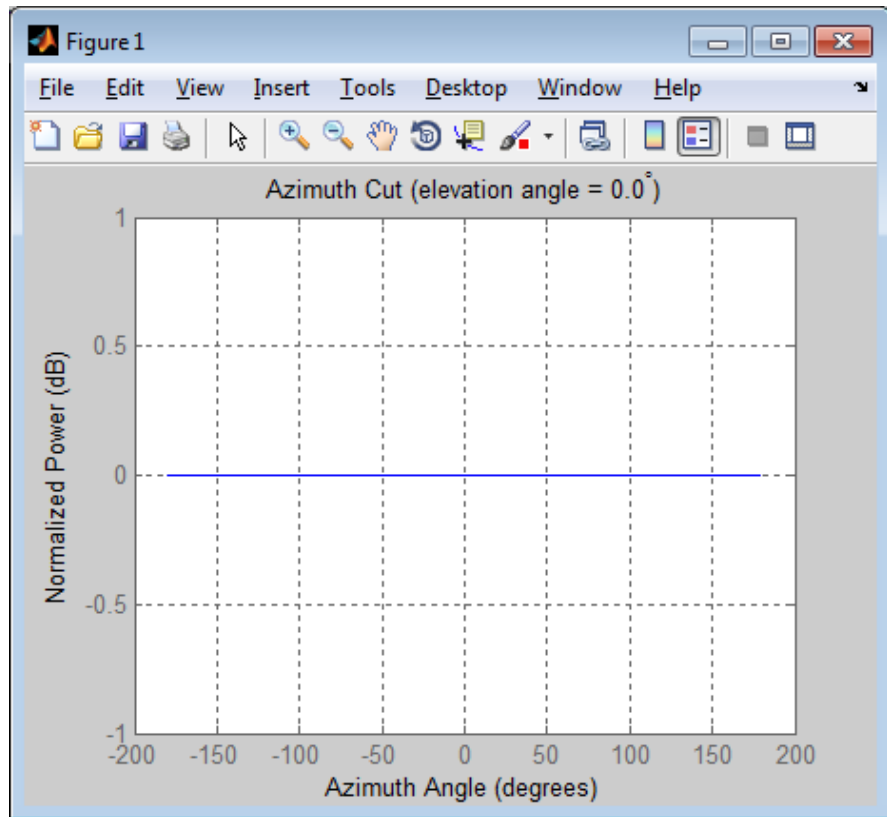 Figure 1
File Edit View Insert Tools Desktop Window Help
Azimuth Cut (elevation angle = 0.0°)
1
0.5
0
-0.5
-1
Normalized Power (dB)
-200 -150 -100 -50 0 50 100 150 200
Azimuth Angle (degrees)